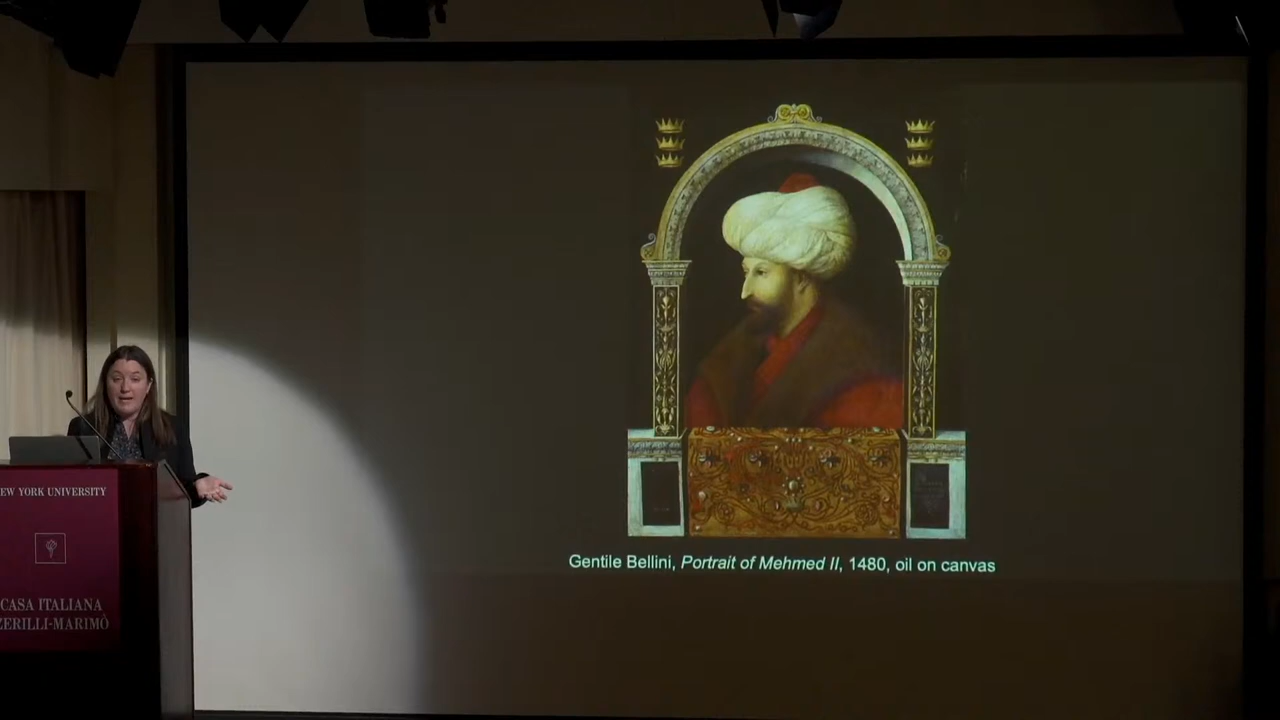 EW YORK UNIVERSITY
CASA ITALIANA
ZERILLI-MARIMÒ
Gentile Bellini, Portrait of Mehmed II, 1480, oil on canvas